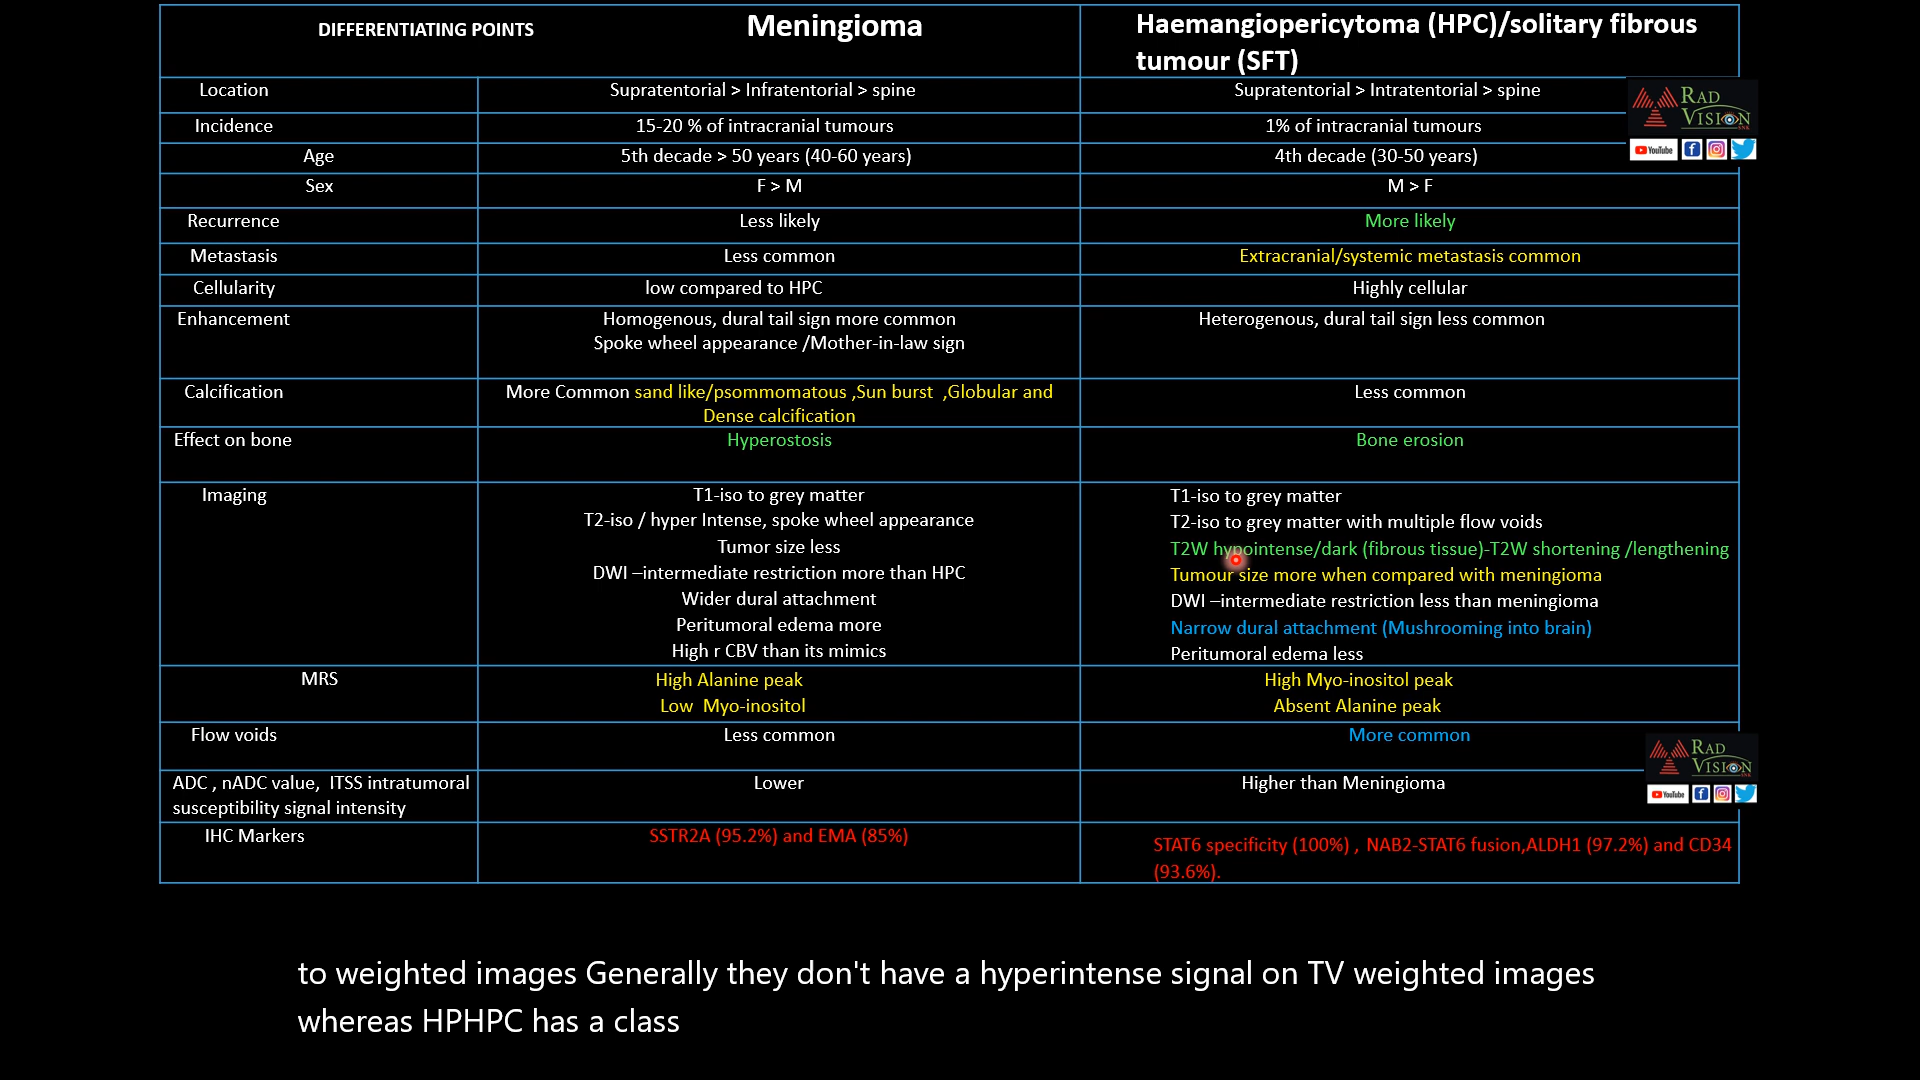 DIFFERENTIATING POINTS Meningioma Haemangiopericytoma (HPC)/solitary fibrous
tumour (SFT)
Location Supratentorial > Infratentorial > spine Supratentorial > Intratentorial > spine
Incidence 15-20 % of intracranial tumours 1% of intracranial tumours
Age 5th decade > 50 years (40-60 years) 4th decade (30-50 years)
Sex F > M M > F
Recurrence Less likely More likely
Metastasis Less common Extracranial/systemic metastasis common
Cellularity low compared to HPC Highly cellular
Enhancement Homogenous, dural tail sign more common Heterogenous, dural tail sign less common
Spoke wheel appearance /Mother-in-law sign
Calcification More Common sand like/psommomatous ,Sun burst ,Globular and Less common
Dense calcification
Effect on bone Hyperostosis Bone erosion
Imaging T1-iso to grey matter T1-iso to grey matter
T2-iso / hyper Intense, spoke wheel appearance T2-iso to grey matter with multiple flow voids
Tumor size less T2W hypointense/dark (fibrous tissue)-T2W shortening /lengthening
DWI –intermediate restriction more than HPC Tumour size more when compared with meningioma
Wider dural attachment DWI –intermediate restriction less than meningioma
Peritumoral edema more Narrow dural attachment (Mushrooming into brain)
High r CBV than its mimics Peritumoral edema less
MRS High Alanine peak High Myo-inositol peak
Low Myo-inositol Absent Alanine peak
Flow voids Less common More common
ADC , nADC value, ITSS intratumoral Lower Higher than Meningioma
susceptibility signal intensity
IHC Markers SSTR2A (95.2%) and EMA (85%) STAT6 specificity (100%) , NAB2-STAT6 fusion,ALDH1 (97.2%) and CD34
(93.6%).
RAD
VISION
YouTube
RAD
VISION
YouTube
to weighted images Generally they don't have a hyperintense signal on TV weighted images
whereas HPHPC has a class